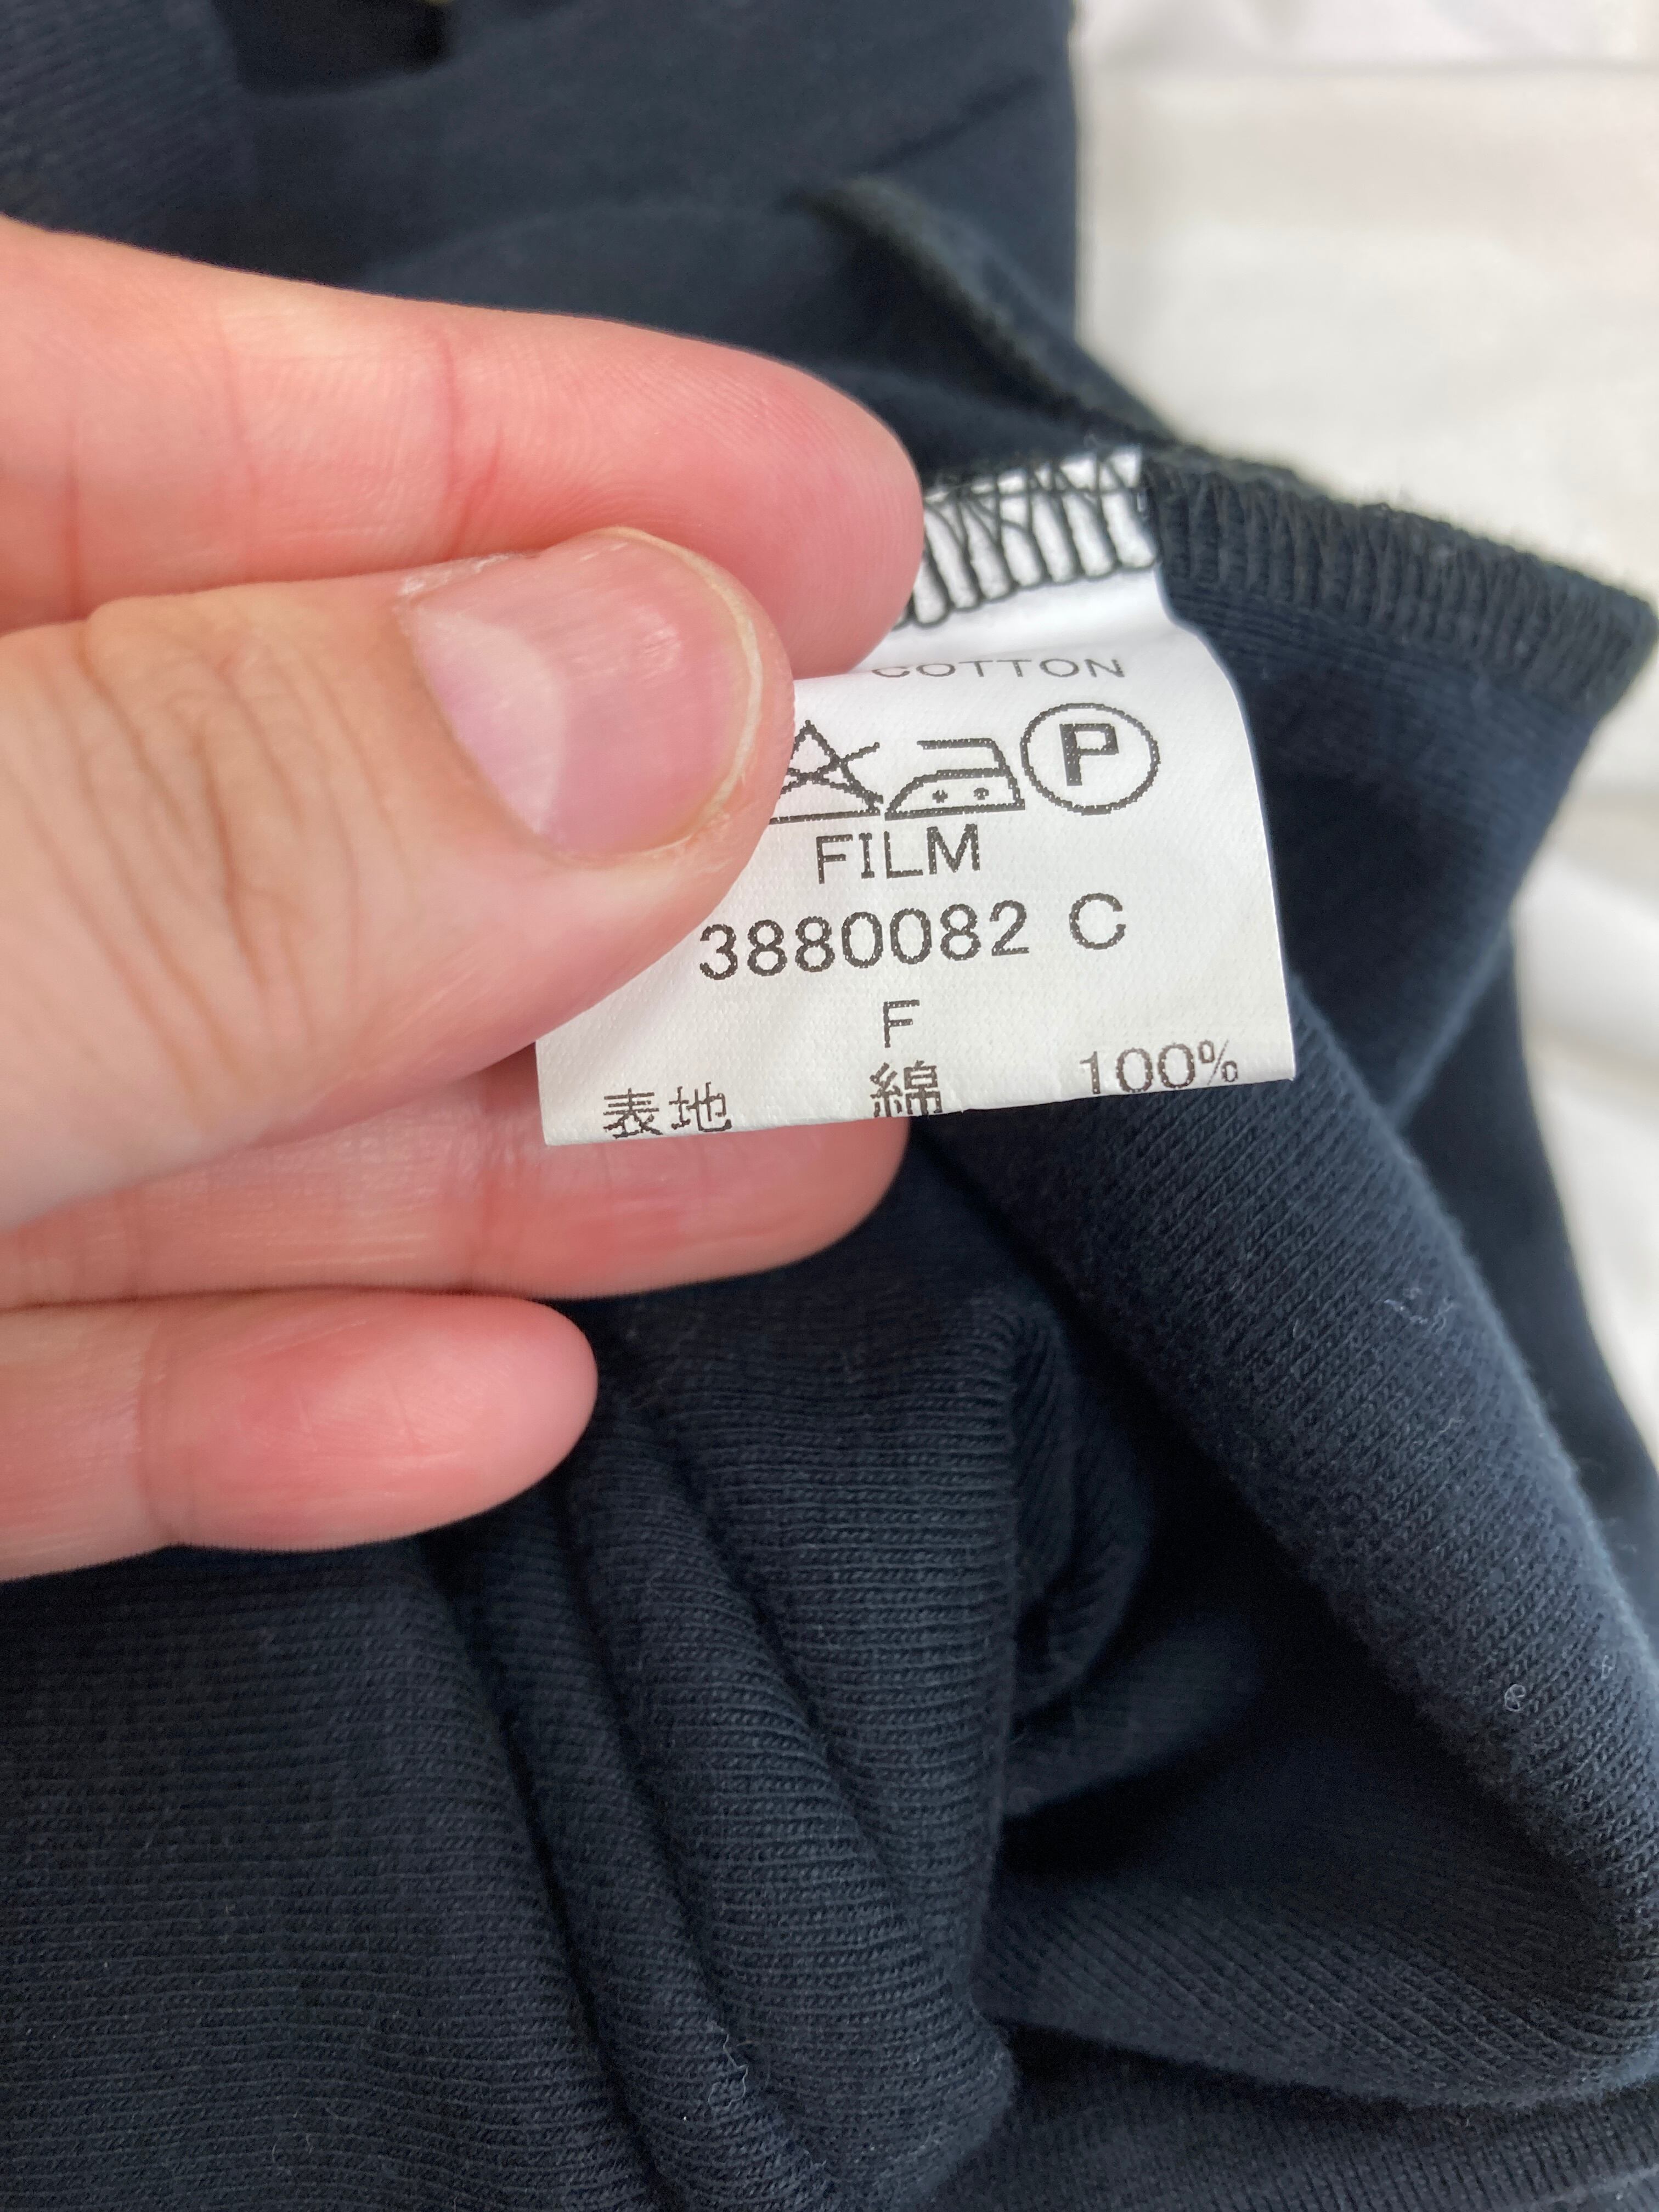 COTTON
P
FILM
3880082 C
F
表地 綿 100%